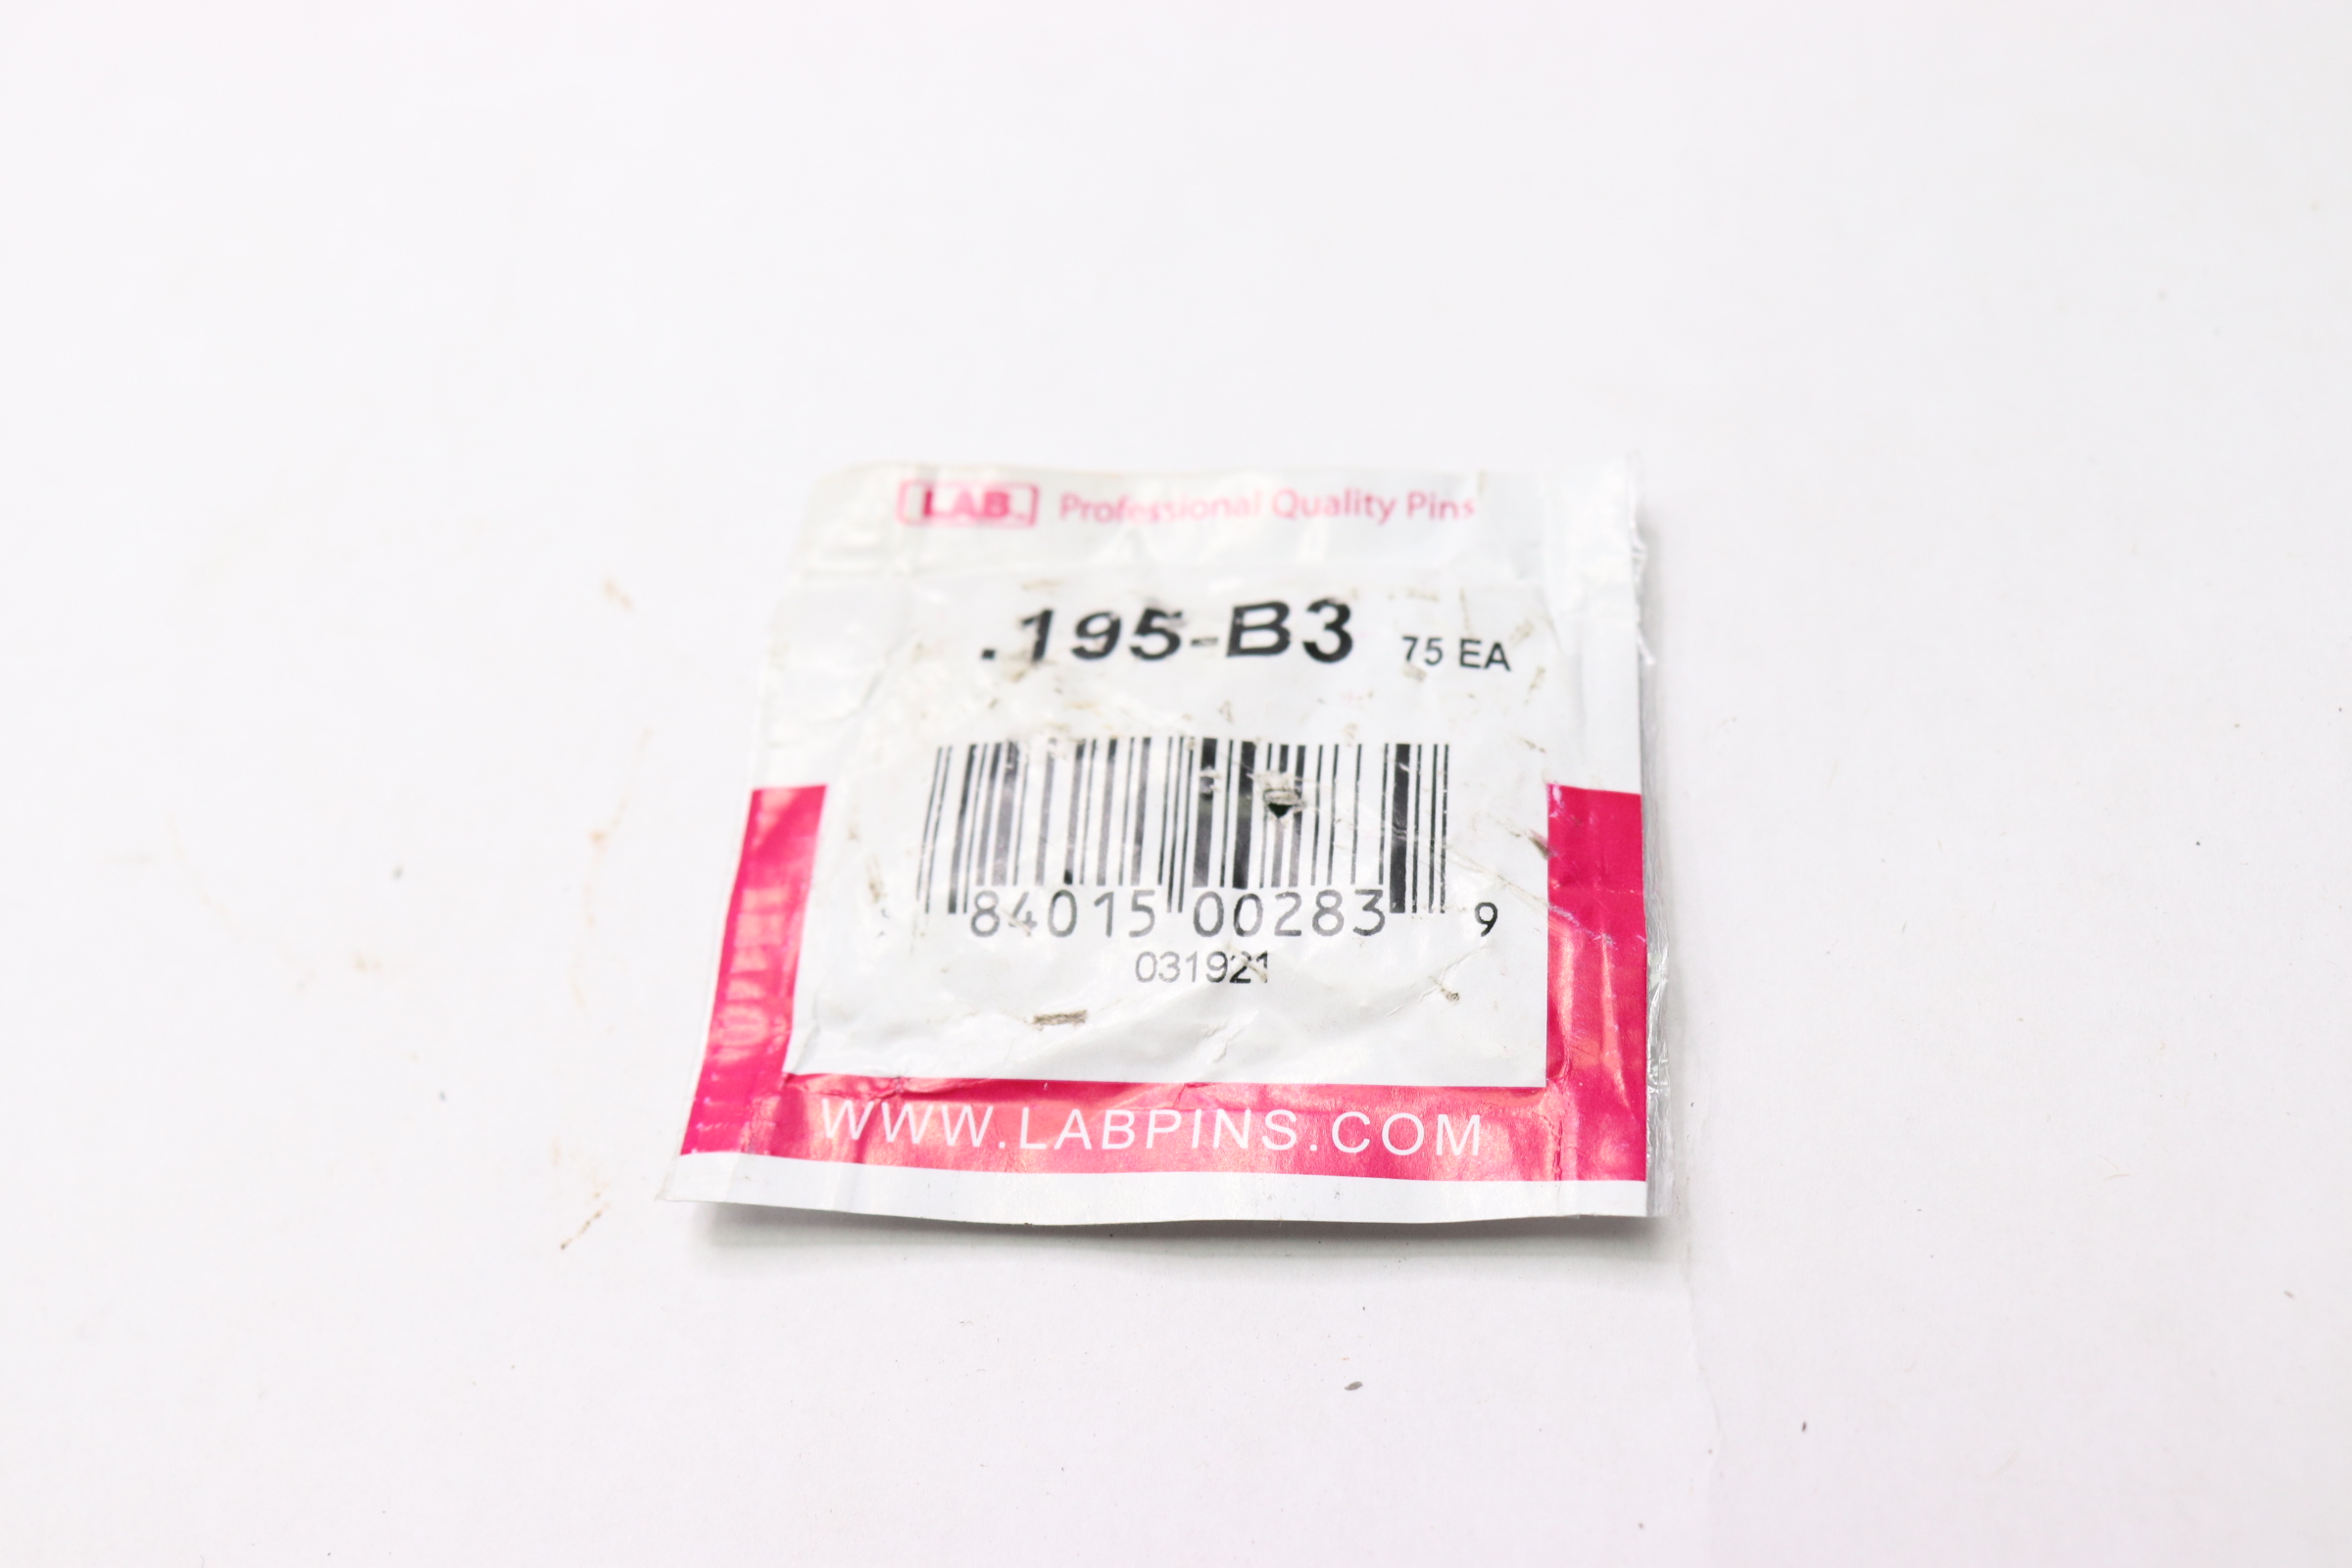 LAB Professional Quality Pins
.195-B3 75 EA
84015 00283 9
031921
WWW.LABPINS.COM